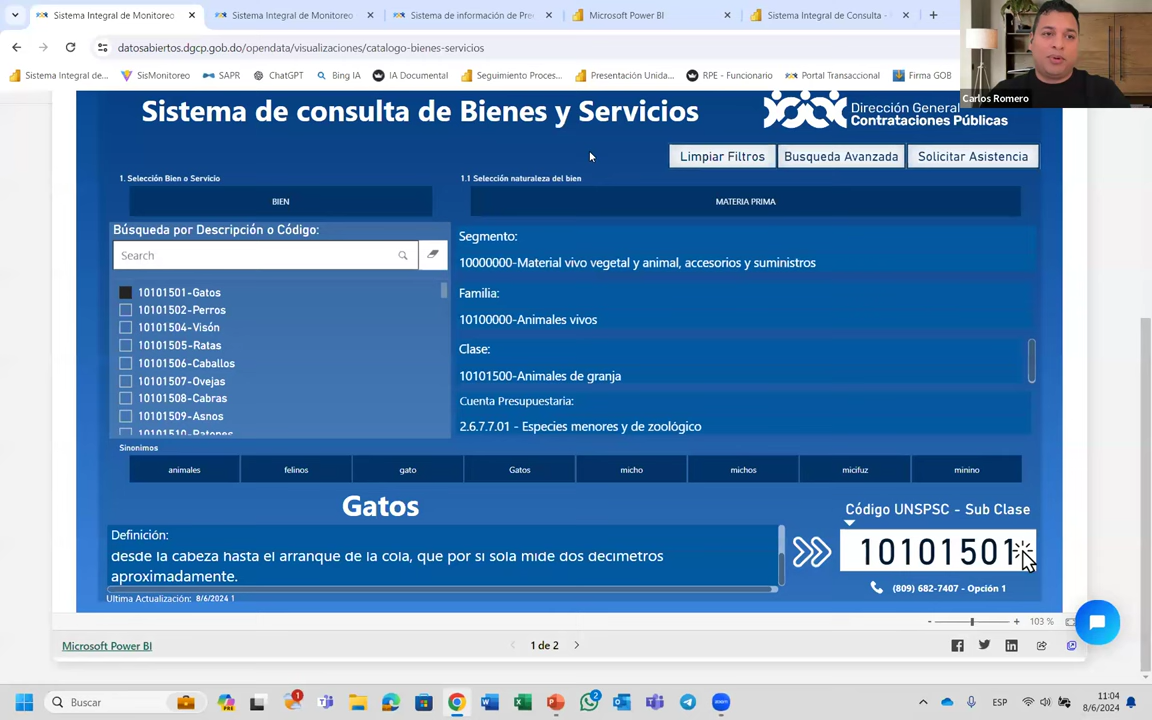 Sistema Integral de Monitoreo
Sistema Integral de Monitoreo
Sistema de información de Pre
Microsoft Power BI
Sistema Integral de Consulta -
datosabiertos.dgcp.gob.do/opendata/visualizaciones/catalogo-bienes-servicios
Sistema Integral de...
SisMonitoreo
SAPR
ChatGPT
Bing IA
IA Documental
Seguimiento Proces...
Presentación Unida...
RPE - Funcionario
Portal Transaccional
Firma GOB
Carlos Romero
Sistema de consulta de Bienes y Servicios
Dirección General
Contrataciones Públicas
Limpiar Filtros
Busqueda Avanzada
Solicitar Asistencia
1. Selección Bien o Servicio
1.1 Selección naturaleza del bien
BIEN
MATERIA PRIMA
Búsqueda por Descripción o Código:
Search
10101501-Gatos
10101502-Perros
10101504-Visón
10101505-Ratas
10101506-Caballos
10101507-Ovejas
10101508-Cabras
10101509-Asnos
10101510-Ratones
Segmento:
10000000-Material vivo vegetal y animal, accesorios y suministros
Familia:
10100000-Animales vivos
Clase:
10101500-Animales de granja
Cuenta Presupuestaria:
2.6.7.7.01 - Especies menores y de zoológico
Sinonimos
animales
felinos
gato
Gatos
micho
michos
micifuz
minino
Gatos
Código UNSPSC - Sub Clase
Definición:
desde la cabeza hasta el arranque de la cola, que por sí sola mide dos decímetros
aproximadamente.
10101501
(809) 682-7407 - Opción 1
Ultima Actualización: 8/6/2024 1
- + 103 %
Microsoft Power BI
1 de 2
Buscar
PRE
1
2
zoom
ESP
11:04
8/6/2024